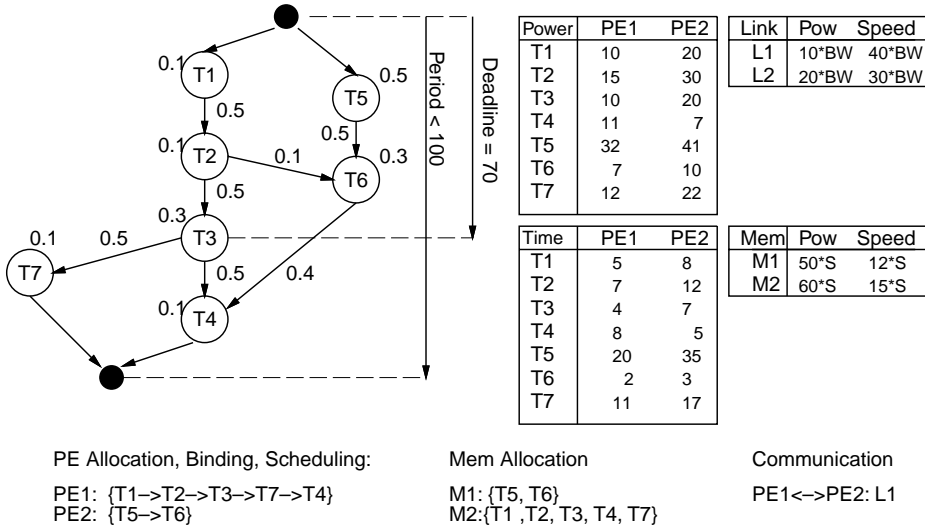 0.1
T1
0.5
T5
0.5
0.5
0.1
T2
0.1
0.3
T6
0.5
0.3
T3
0.1
0.5
T7
0.5
0.4
0.1
T4
Period < 100
Deadline = 70
Power PE1 PE2
T1 10 20
T2 15 30
T3 10 20
T4 11 7
T5 32 41
T6 7 10
T7 12 22
Link Pow Speed
L1 10*BW 40*BW
L2 20*BW 30*BW
Time PE1 PE2
T1 5 8
T2 7 12
T3 4 7
T4 8 5
T5 20 35
T6 2 3
T7 11 17
Mem Pow Speed
M1 50*S 12*S
M2 60*S 15*S
PE Allocation, Binding, Scheduling:
PE1: {T1–>T2–>T3–>T7–>T4}
PE2: {T5–>T6}
Mem Allocation
M1: {T5, T6}
M2:{T1 ,T2, T3, T4, T7}
Communication
PE1<–>PE2: L1